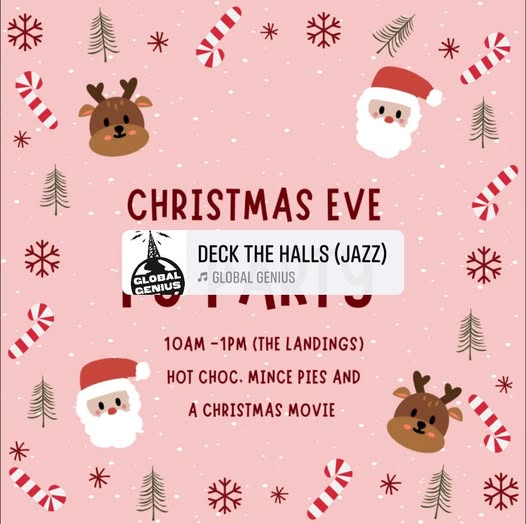 CHRISTMAS EVE
GLOBAL GENIUS
DECK THE HALLS (JAZZ)
GLOBAL GENIUS
PARTY
10AM -1PM (THE LANDINGS)
HOT CHOC, MINCE PIES AND
A CHRISTMAS MOVIE